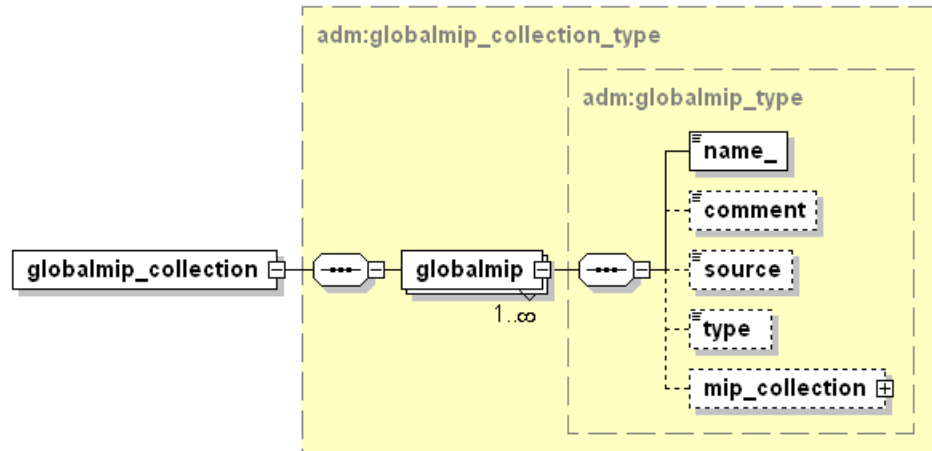 adm:globalmip_collection_type
adm:globalmip_type
name_
comment
globalmip_collection
globalmip
source
1..∞
type
mip_collection